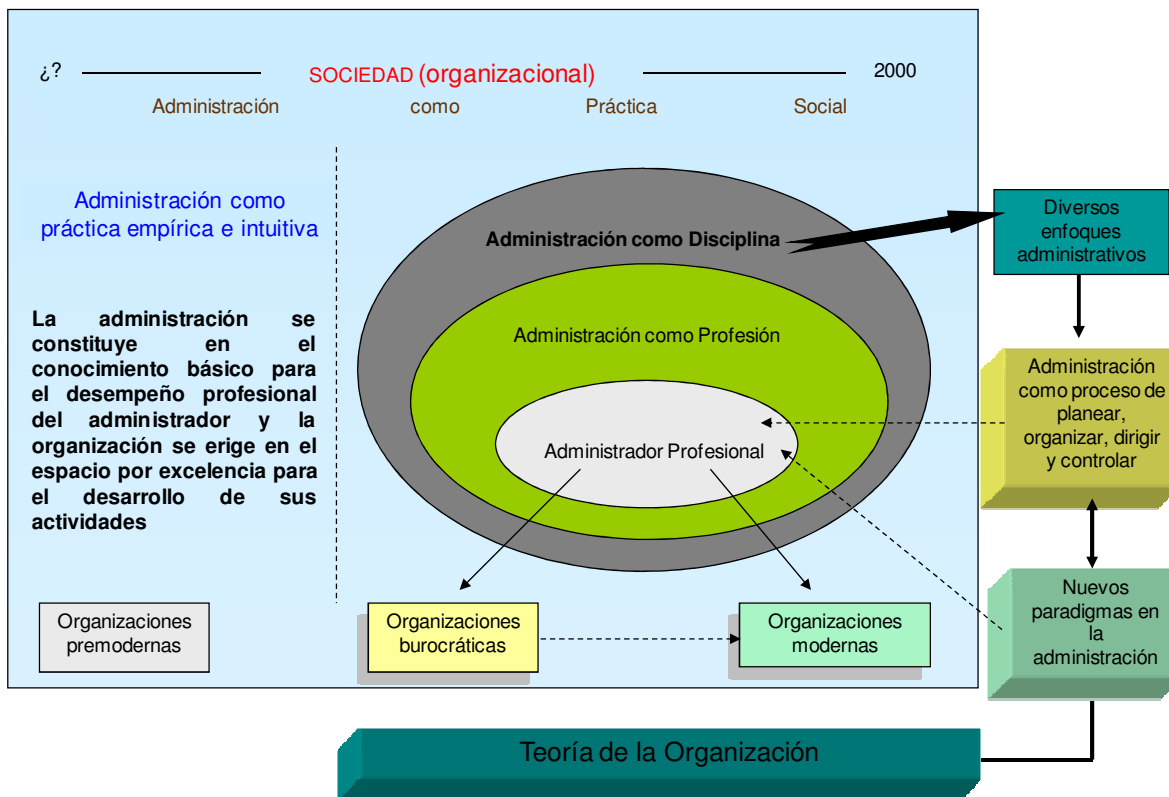 ¿? SOCIEDAD (organizacional) 2000
Administración como Práctica Social
Administración como
práctica empírica e intuitiva
La administración se
constituye en el
conocimiento básico para
el desempeño profesional
del administrador y la
organización se erige en el
espacio por excelencia para
el desarrollo de sus
actividades
Organizaciones
premodernas
Administración como Disciplina
Administración como Profesión
Administrador Profesional
Organizaciones
burocráticas
Organizaciones
modernas
Diversos
enfoques
administrativos
Administración
como proceso de
planear,
organizar, dirigir
y controlar
Nuevos
paradigmas en
la
administración
Teoría de la Organización